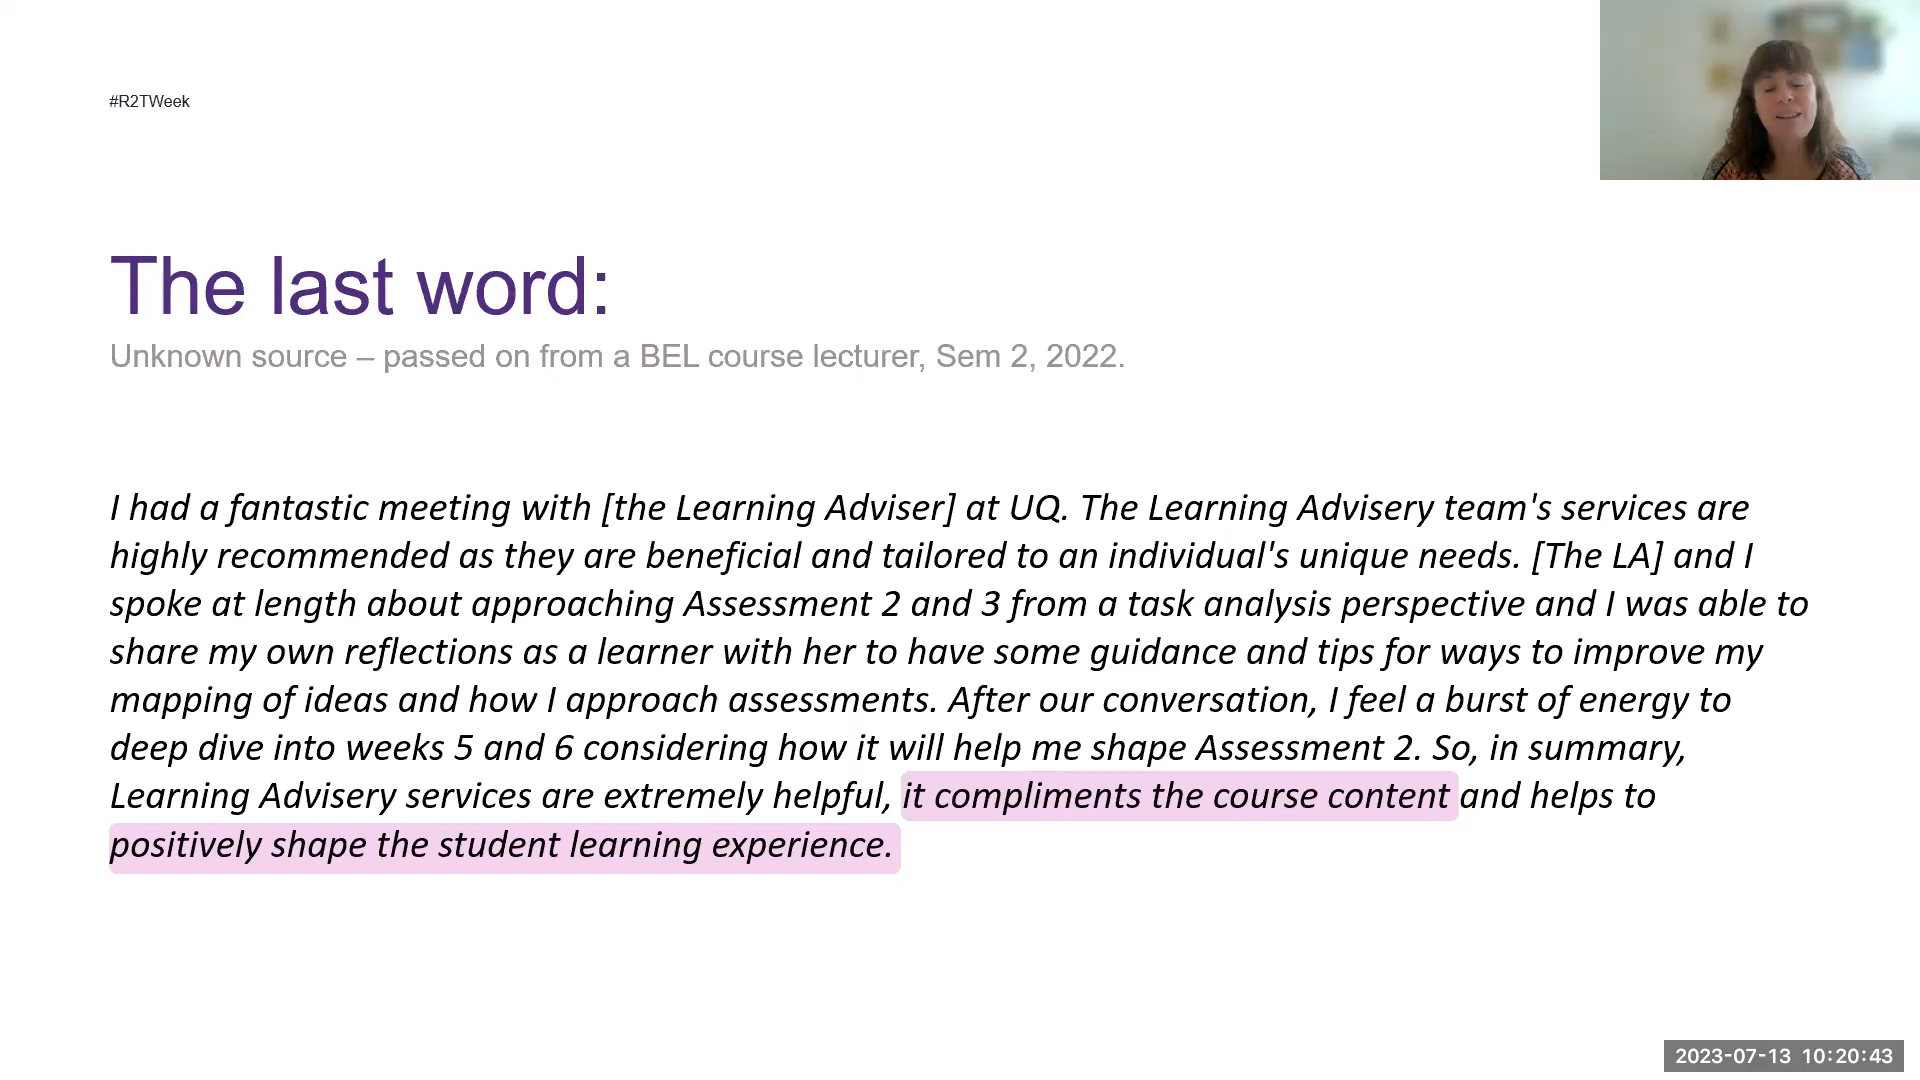 #R2TWeek
The last word:
Unknown source – passed on from a BEL course lecturer, Sem 2, 2022.
I had a fantastic meeting with [the Learning Adviser] at UQ. The Learning Advisery team's services are
highly recommended as they are beneficial and tailored to an individual's unique needs. [The LA] and I
spoke at length about approaching Assessment 2 and 3 from a task analysis perspective and I was able to
share my own reflections as a learner with her to have some guidance and tips for ways to improve my
mapping of ideas and how I approach assessments. After our conversation, I feel a burst of energy to
deep dive into weeks 5 and 6 considering how it will help me shape Assessment 2. So, in summary,
Learning Advisery services are extremely helpful, it compliments the course content and helps to
positively shape the student learning experience.
2023-07-13 10:20:43